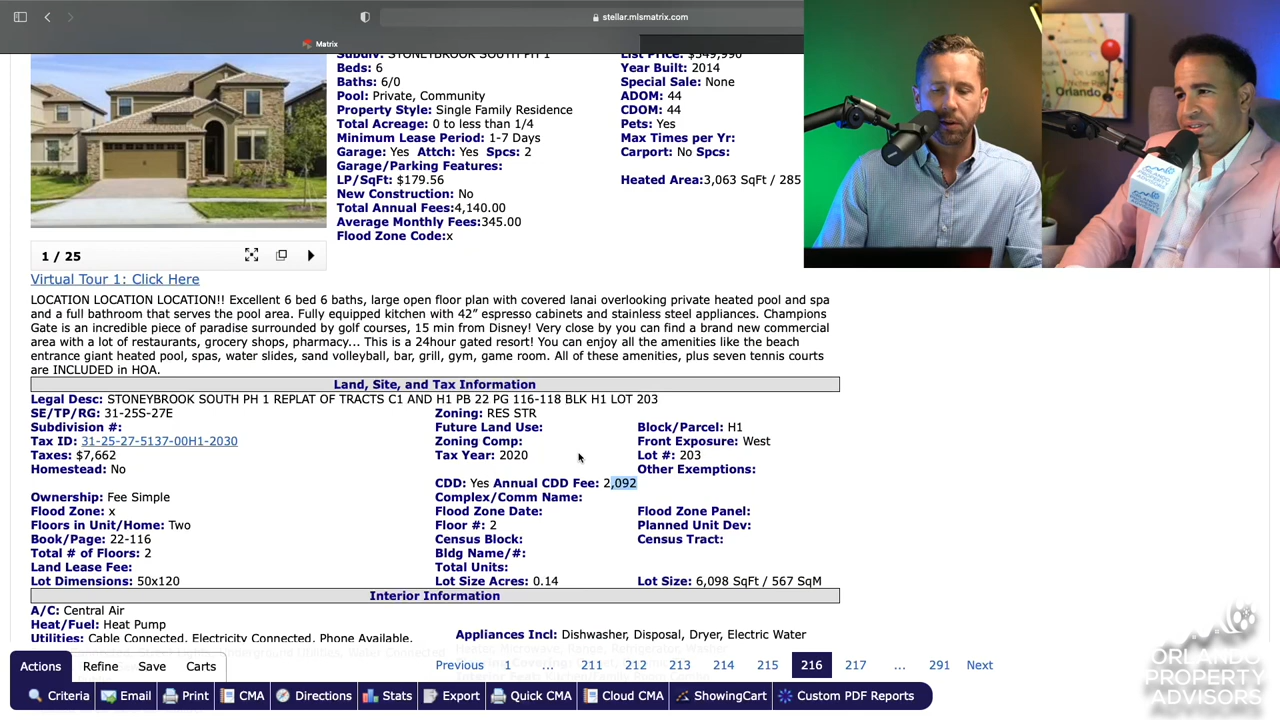 stellar.mlsmatrix.com
Matrix
Subdiv: STONEYBROOK SOUTH PH 1
List Price: $549,990
Beds: 6
Year Built: 2014
Baths: 6/0
Special Sale: None
Pool: Private, Community
ADOM: 44
Property Style: Single Family Residence
CDOM: 44
Total Acreage: 0 to less than 1/4
Pets: Yes
Minimum Lease Period: 1-7 Days
Max Times per Yr:
Garage: Yes Attch: Yes Spcs: 2
Carport: No Spcs:
Garage/Parking Features:
LP/SqFt: $179.56
Heated Area:3,063 SqFt / 285
New Construction: No
Total Annual Fees:4,140.00
Average Monthly Fees:345.00
Flood Zone Code:x
1 / 25
Virtual Tour 1: Click Here
LOCATION LOCATION LOCATION!! Excellent 6 bed 6 baths, large open floor plan with covered lanai overlooking private heated pool and spa
and a full bathroom that serves the pool area. Fully equipped kitchen with 42” espresso cabinets and stainless steel appliances. Champions
Gate is an incredible piece of paradise surrounded by golf courses, 15 min from Disney! Very close by you can find a brand new commercial
area with a lot of restaurants, grocery shops, pharmacy... This is a 24hour gated resort! You can enjoy all the amenities like the beach
entrance giant heated pool, spas, water slides, sand volleyball, bar, grill, gym, game room. All of these amenities, plus seven tennis courts
are INCLUDED in HOA.
Land, Site, and Tax Information
Legal Desc: STONEYBROOK SOUTH PH 1 REPLAT OF TRACTS C1 AND H1 PB 22 PG 116-118 BLK H1 LOT 203
SE/TP/RG: 31-25S-27E
Zoning: RES STR
Subdivision #:
Future Land Use:
Block/Parcel: H1
Tax ID: 31-25-27-5137-00H1-2030
Zoning Comp:
Front Exposure: West
Taxes: $7,662
Tax Year: 2020
Lot #: 203
Homestead: No
Other Exemptions:
CDD: Yes Annual CDD Fee: 2,092
Ownership: Fee Simple
Complex/Comm Name:
Flood Zone: x
Flood Zone Date:
Flood Zone Panel:
Floors in Unit/Home: Two
Floor #: 2
Planned Unit Dev:
Book/Page: 22-116
Census Block:
Census Tract:
Total # of Floors: 2
Bldg Name/#:
Land Lease Fee:
Total Units:
Lot Dimensions: 50x120
Lot Size Acres: 0.14
Lot Size: 6,098 SqFt / 567 SqM
Interior Information
A/C: Central Air
Heat/Fuel: Heat Pump
Utilities: Cable Connected, Electricity Connected, Phone Available,
Appliances Incl: Dishwasher, Disposal, Dryer, Electric Water
Actions Refine Save Carts
Previous 1 ... 211 212 213 214 215 216 217 ... 291 Next
Criteria Email Print CMA Directions Stats Export Quick CMA Cloud CMA ShowingCart Custom PDF Reports
Orlando
ORLANDO
PROPERTY
ADVISORS
ORLANDO
PROPERTY
ADVISORS